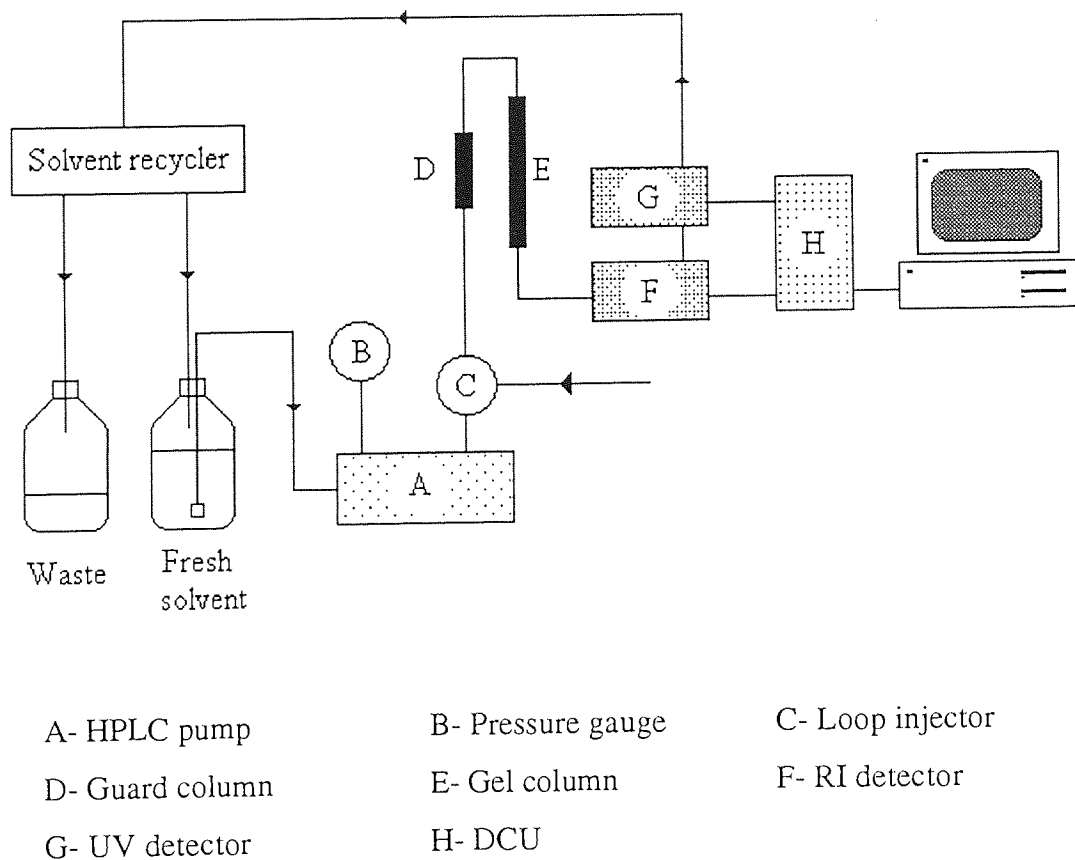 Solvent recycler
D
E
G
H
F
B
C
A
Waste
Fresh
solvent
A- HPLC pump
B- Pressure gauge
C- Loop injector
D- Guard column
E- Gel column
F- RI detector
G- UV detector
H- DCU